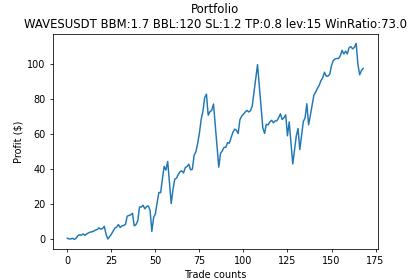 Portfolio
WAVESUSDT BBM:1.7 BBL:120 SL:1.2 TP:0.8 lev:15 WinRatio:73.0
100
80
60
40
20
0
Profit ($)
0 25 50 75 100 125 150 175
Trade counts